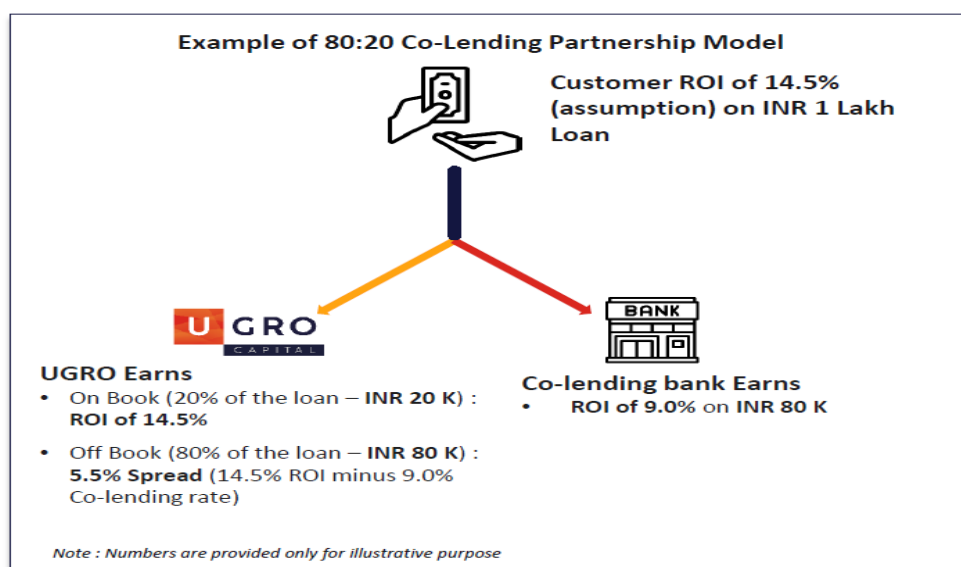 Example of 80:20 Co-Lending Partnership Model
Customer ROI of 14.5%
(assumption) on INR 1 Lakh
Loan
U GRO
CAPITAL
BANK
UGRO Earns
• On Book (20% of the loan – INR 20 K) :
ROI of 14.5%
• Off Book (80% of the loan – INR 80 K) :
5.5% Spread (14.5% ROI minus 9.0%
Co-lending rate)
Co-lending bank Earns
• ROI of 9.0% on INR 80 K
Note : Numbers are provided only for illustrative purpose